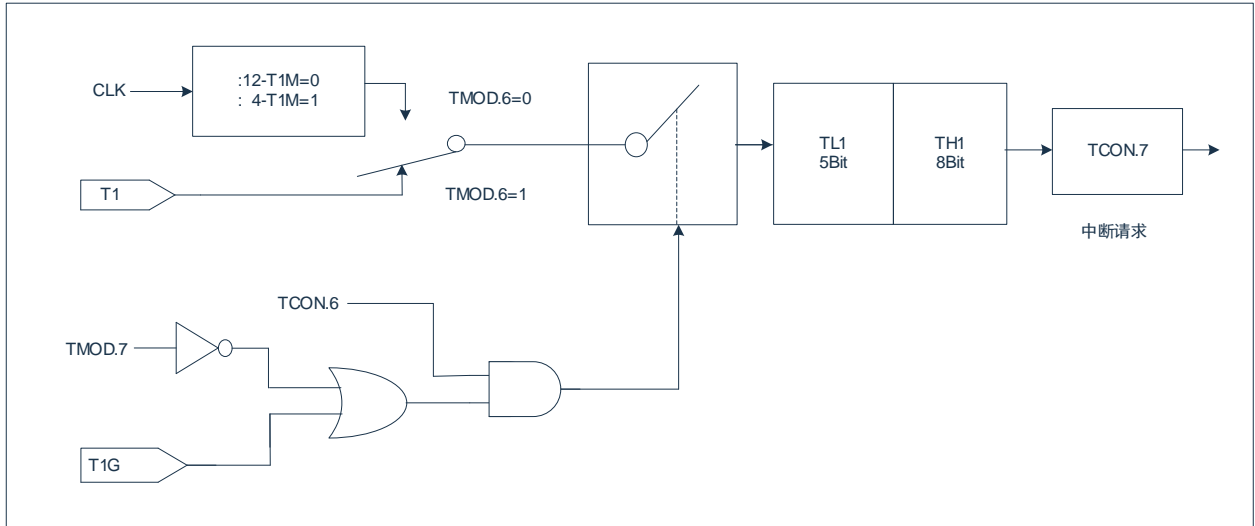 CLK
:12-T1M=0
: 4-T1M=1
TMOD.6=0
T1
TMOD.6=1
TL1
5Bit
TH1
8Bit
TCON.7
中断请求
TCON.6
TMOD.7
T1G